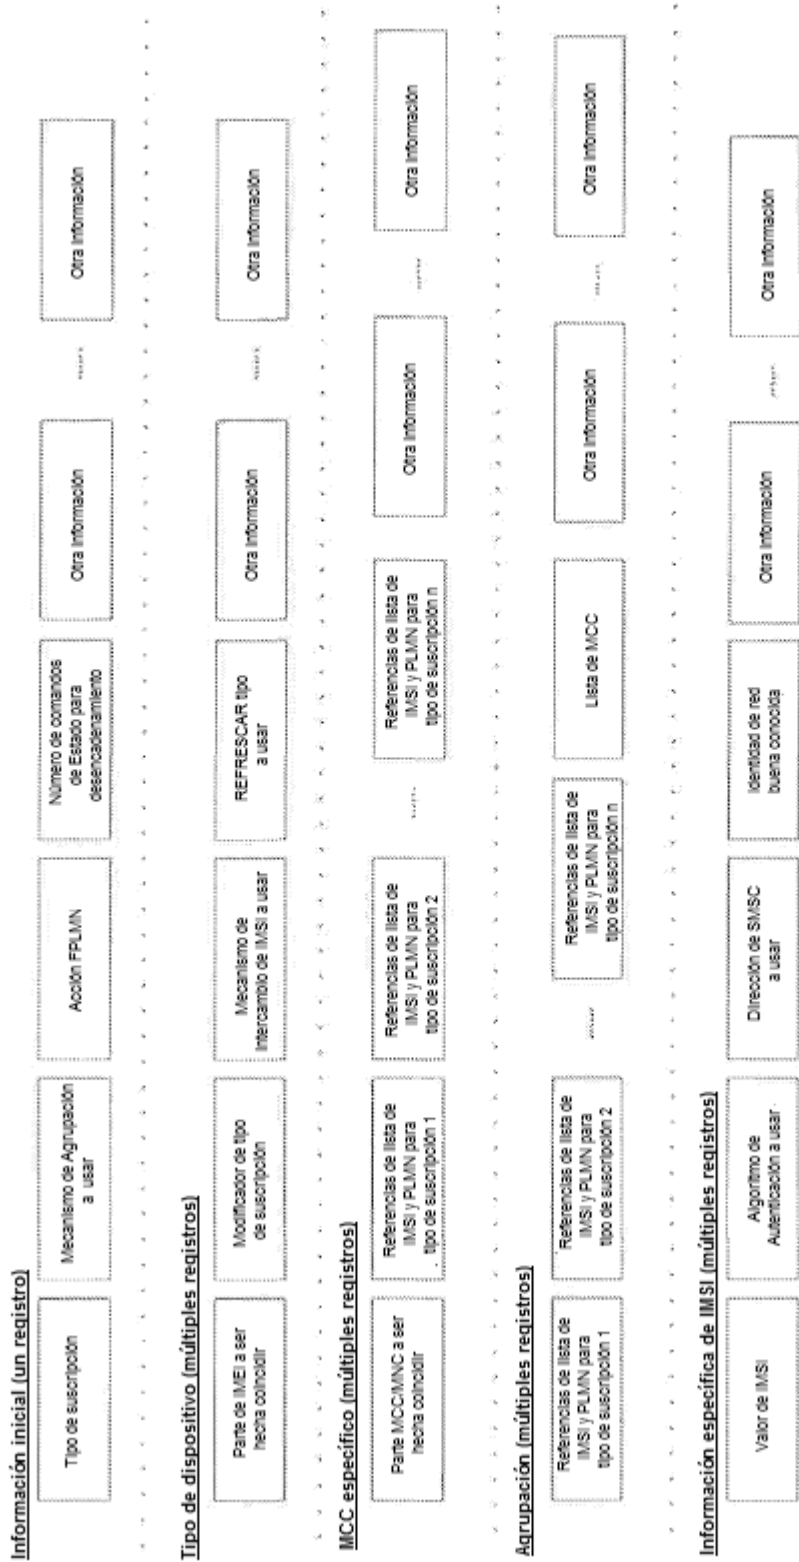 Información inicial (un registro)
Tipo de suscripción
Mecanismo de Agrupación
a usar
Acción FPLMN
Número de comandos
de Estado para
desencadenamiento
Otra Información
Otra Información
Tipo de dispositivo (múltiples registros)
Parte de IMEI a ser
hecha coincidir
Modificador de tipo
de suscripción
Mecanismo de
Intercambio de IMSI a usar
REFRESCAR tipo
a usar
Otra Información
Otra Información
MCC específico (múltiples registros)
Parte MCC/MNC a ser
hecha coincidir
Referencias de lista de
IMSI y PLMN para
tipo de suscripción 1
Referencias de lista de
IMSI y PLMN para
tipo de suscripción 2
Referencias de lista de
IMSI y PLMN para
tipo de suscripción n
Otra Información
Otra Información
Agrupación (múltiples registros)
Referencias de lista de
IMSI y PLMN para
tipo de suscripción 1
Referencias de lista de
IMSI y PLMN para
tipo de suscripción 2
Referencias de lista de
IMSI y PLMN para
tipo de suscripción n
Lista de MCC
Otra Información
Otra Información
Información específica de IMSI (múltiples registros)
Valor de IMSI
Algoritmo de
Autenticación a usar
Dirección de SMSC
a usar
Identidad de red
buena conocida
Otra Información
Otra Información